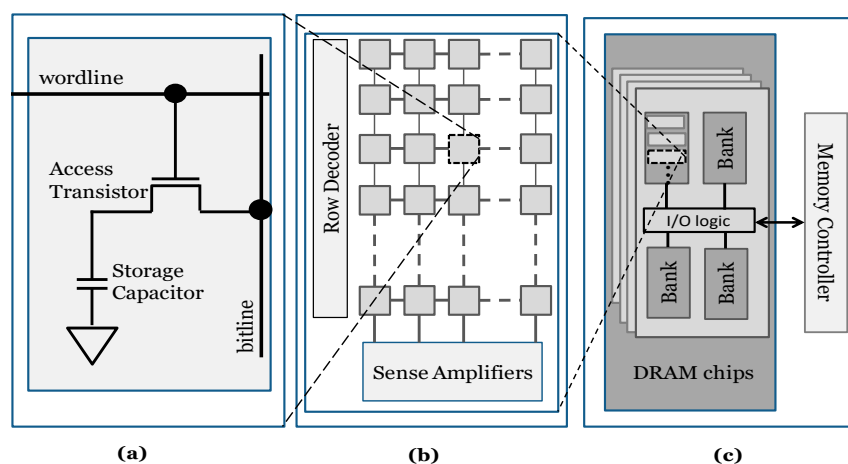 wordline
Access
Transistor
Storage
Capacitor
bitline
(a)
Row Decoder
Sense Amplifiers
(b)
Bank
I/O logic
Bank
Bank
DRAM chips
Memory Controller
(c)